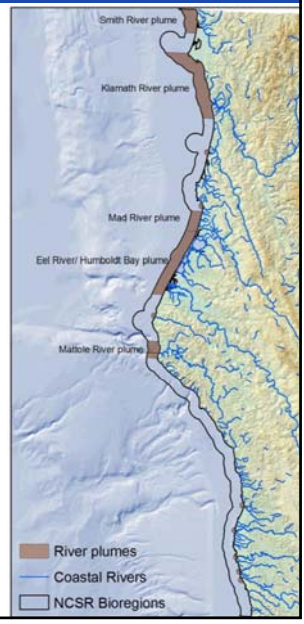 Smith River plume
Klamath River plume
Mad River plume
Eel River/ Humboldt Bay plume
Mattole River plume
River plumes
Coastal Rivers
NCSR Bioregions